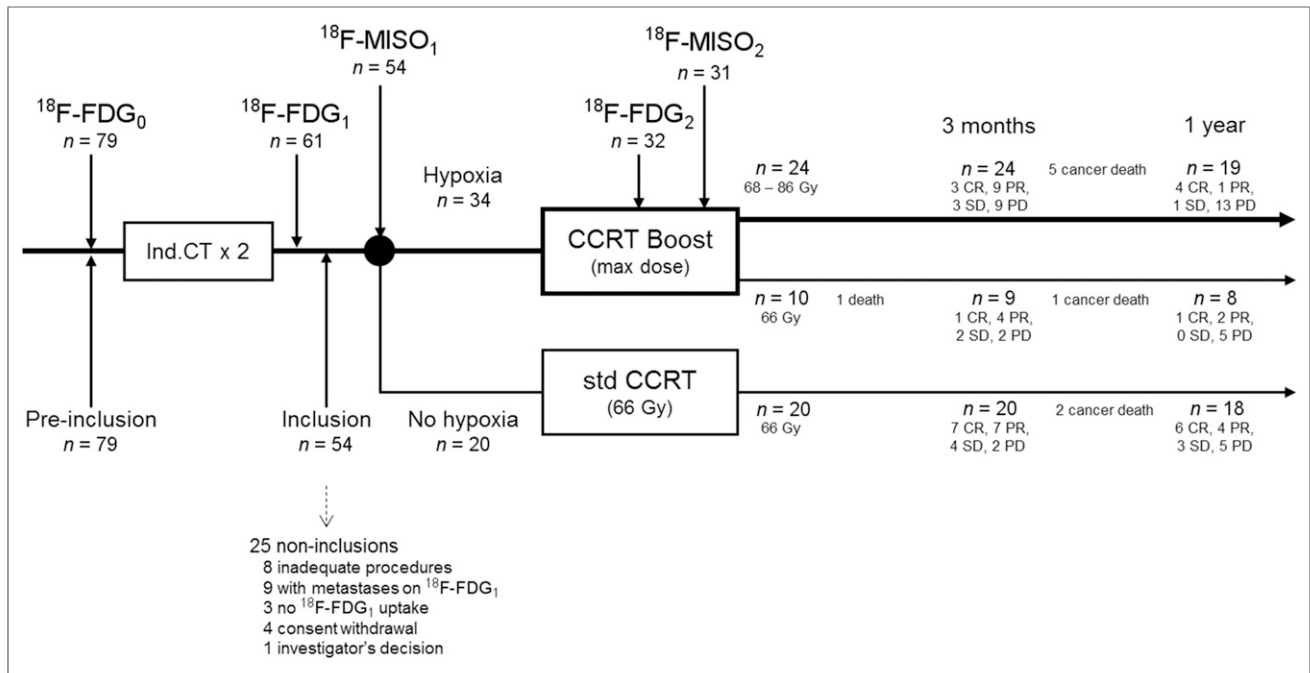 ¹⁸F-MISO₁
n = 54
¹⁸F-MISO₂
n = 31
¹⁸F-FDG₀
n = 79
¹⁸F-FDG₁
n = 61
¹⁸F-FDG₂
n = 32
3 months
1 year
Hypoxia
n = 34
n = 24
68 – 86 Gy
n = 24
3 CR, 9 PR,
3 SD, 9 PD
5 cancer death
n = 19
4 CR, 1 PR,
1 SD, 13 PD
Ind.CT x 2
CCRT Boost
(max dose)
n = 10
66 Gy
1 death
n = 9
1 CR, 4 PR,
2 SD, 2 PD
1 cancer death
n = 8
1 CR, 2 PR,
0 SD, 5 PD
std CCRT
(66 Gy)
Pre-inclusion
n = 79
Inclusion
n = 54
No hypoxia
n = 20
n = 20
66 Gy
n = 20
7 CR, 7 PR,
4 SD, 2 PD
2 cancer death
n = 18
6 CR, 4 PR,
3 SD, 5 PD
25 non-inclusions
8 inadequate procedures
9 with metastases on ¹⁸F-FDG₁
3 no ¹⁸F-FDG₁ uptake
4 consent withdrawal
1 investigator's decision